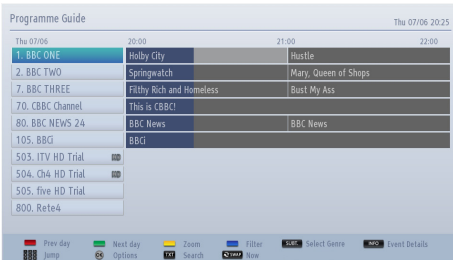 Programme Guide
Thu 07/06 20:25
Thu 07/06 20:00 21:00 22:00
1. BBC ONE Holby City Hustle
2. BBC TWO Springwatch Mary, Queen of Shops
7. BBC THREE Filthy Rich and Homeless Bust My Ass
70. CBBC Channel This is CBBC!
80. BBC NEWS 24 BBC News BBC News
105. BBCi BBCi
503. ITV HD Trial
504. Ch4 HD Trial
505. five HD Trial
800. Rete4
Prev day Next day Zoom Filter SUBT. Select Genre INFO Event Details
Jump Options TXT Search SWAP Now